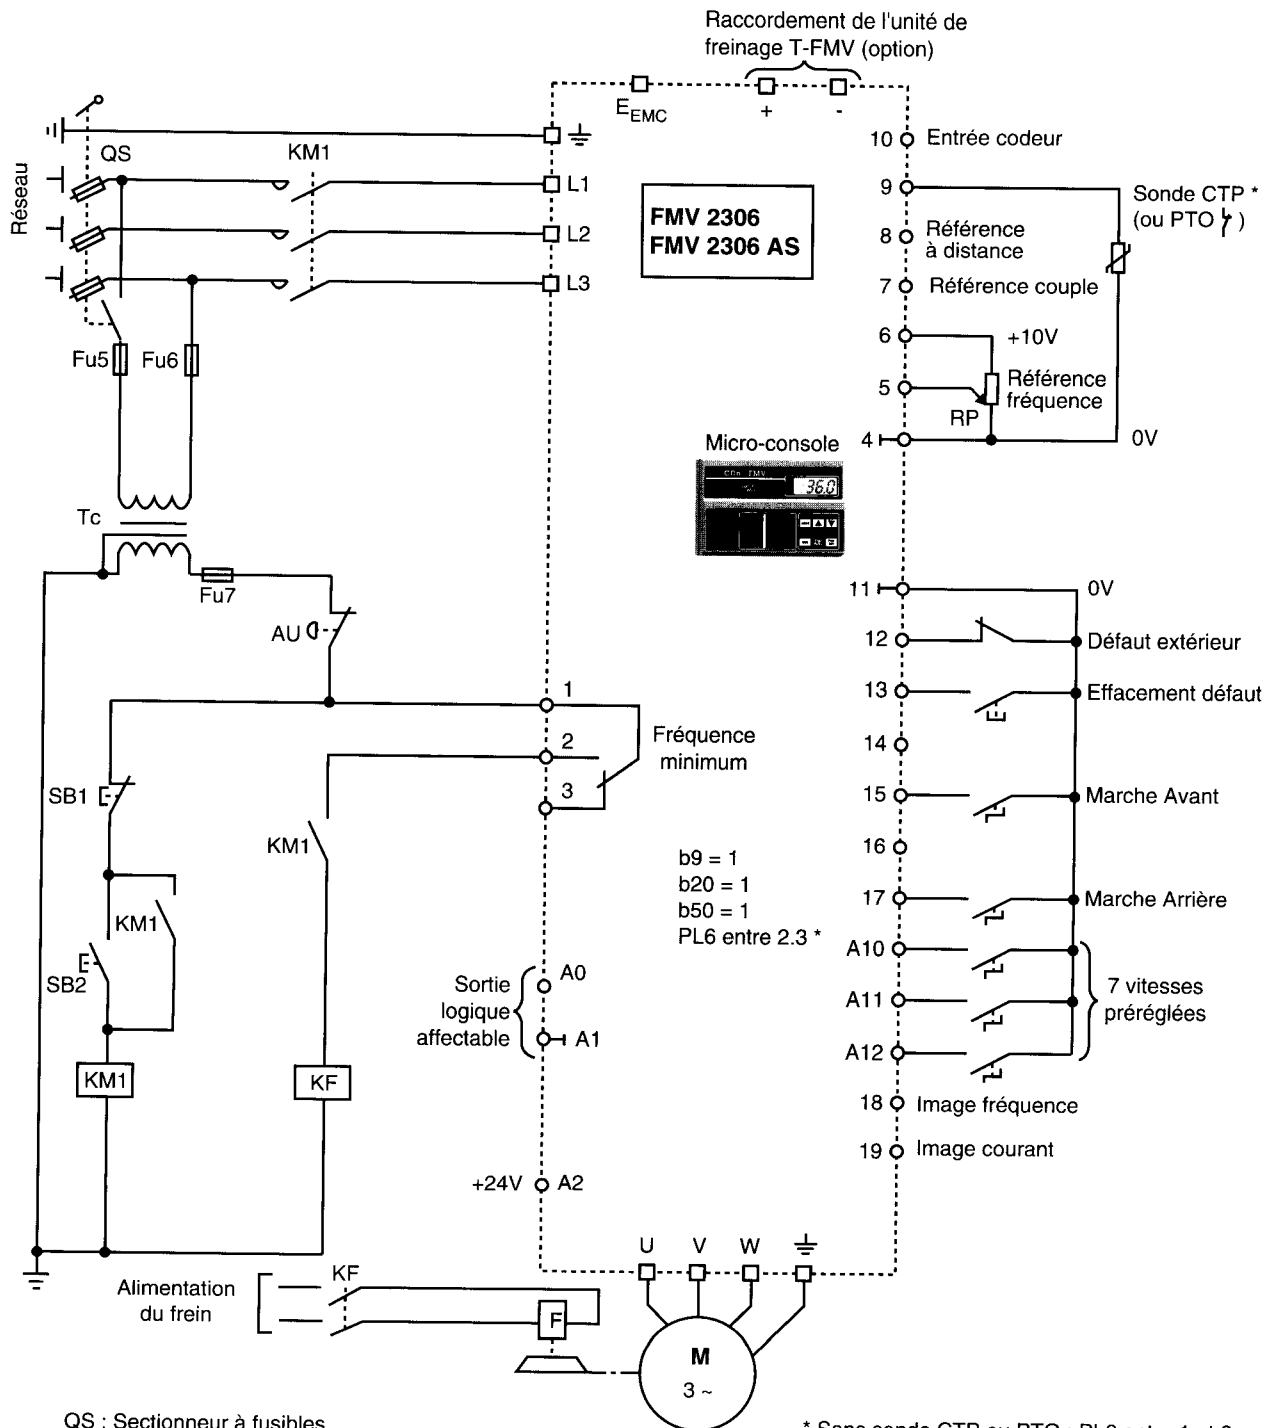 Raccordement de l'unité de
freinage T-FMV (option)
E EMC
+
-
QS
KM1
Réseau
L1
L2
L3
FMV 2306
FMV 2306 AS
10 Entrée codeur
9
Sonde CTP *
(ou PTO )
8 Référence
à distance
7 Référence couple
6 +10V
5 Référence
fréquence
RP
4 0V
Fu5 Fu6
Micro-console
36.0
Tc
Fu7
AU
11 0V
12 Défaut extérieur
13 Effacement défaut
14
15 Marche Avant
16
17 Marche Arrière
A10
A11
A12
7 vitesses
préréglées
18 Image fréquence
19 Image courant
1
2
3
Fréquence
minimum
SB1
KM1
KM1
SB2
KM1
KF
b9 = 1
b20 = 1
b50 = 1
PL6 entre 2.3 *
Sortie
logique
affectable
A0
A1
+24V A2
U V W
Alimentation
du frein
KF
F
M
3 ~
QS : Sectionneur à fusibles